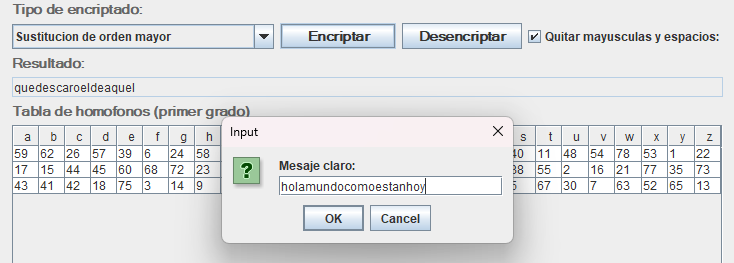 Tipo de encriptado:
Sustitucion de orden mayor Encriptar Desencriptar Quitar mayusculas y espacios:
Resultado:
quedescaroeldeaquel
Tabla de homofonos (primer grado)
a b c d e f g h s t u v w x y z
59 62 26 57 39 6 24 58 40 11 48 54 78 53 1 22
17 15 44 45 60 68 72 23 38 55 2 16 21 77 35 73
43 41 42 18 75 3 14 9 67 30 7 63 52 65 13
Input
Mesaje claro:
holamundocomoestanhoy
OK Cancel